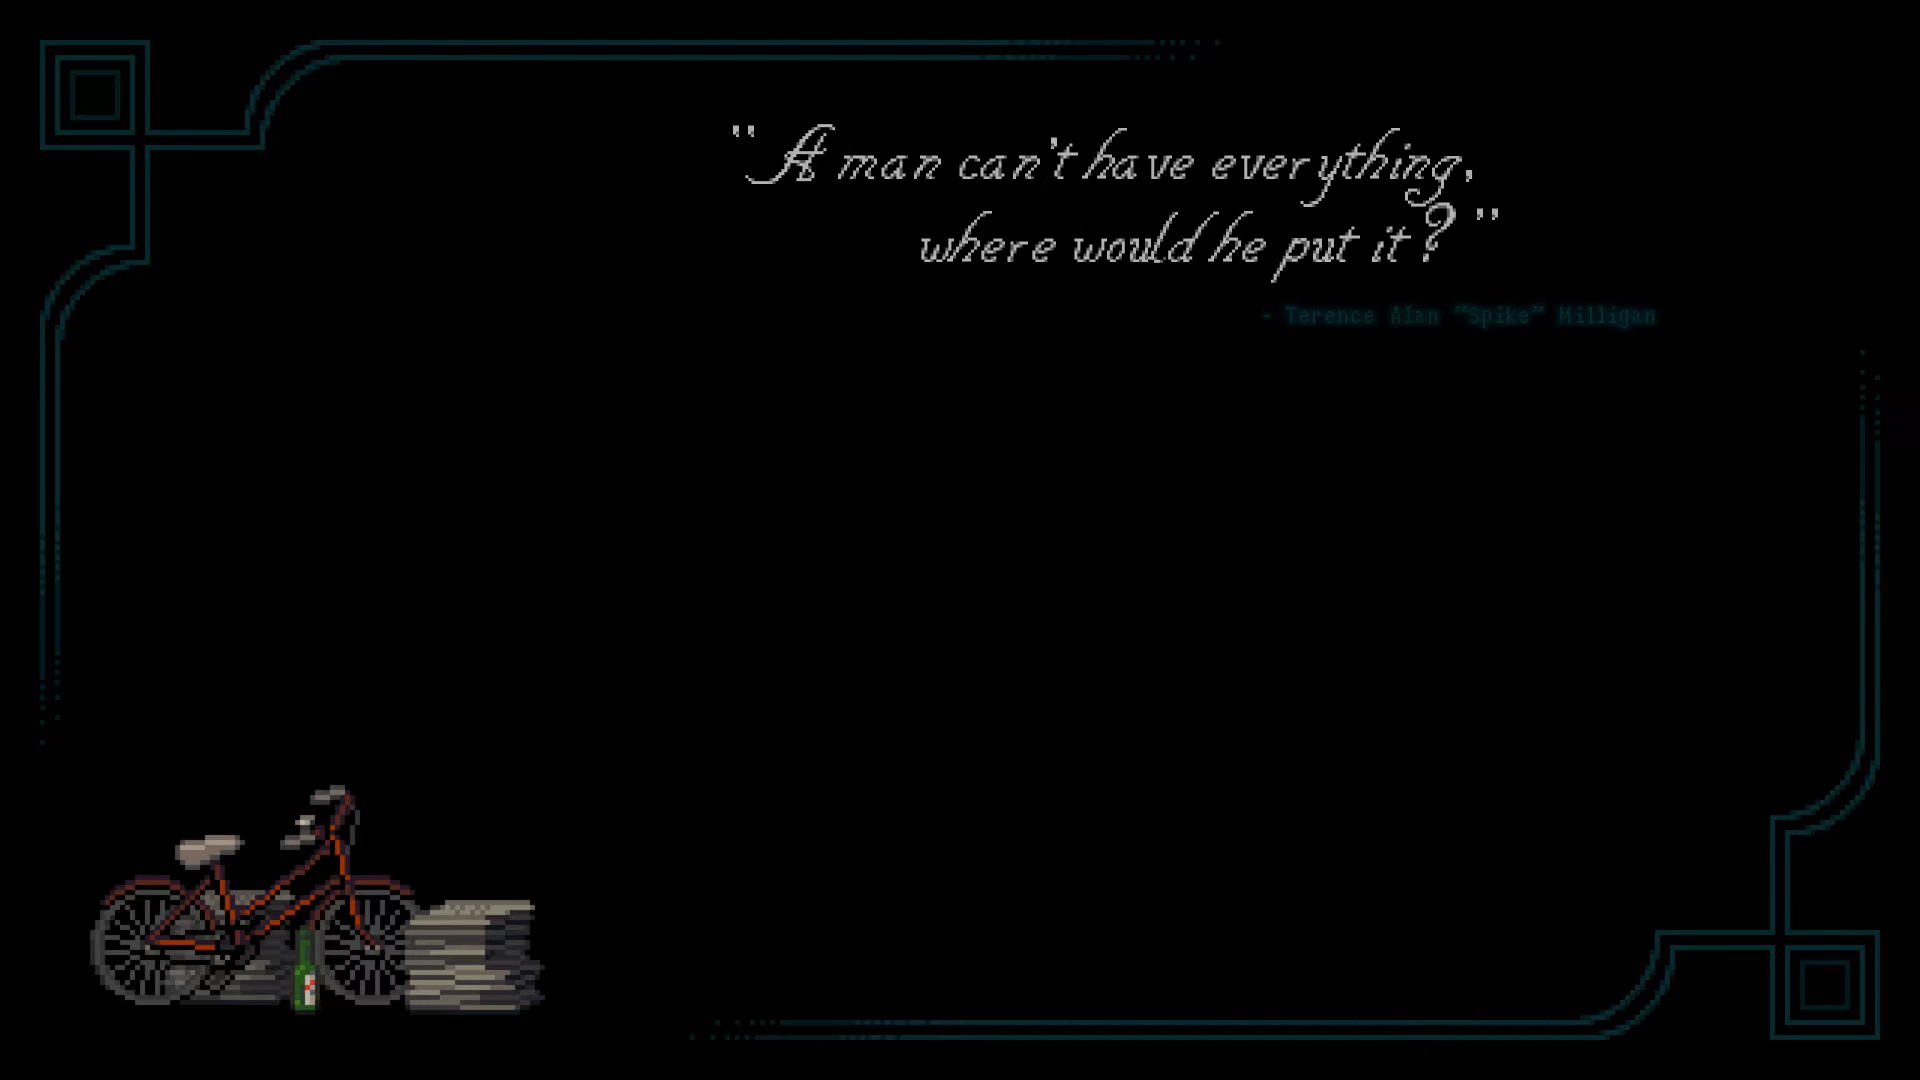 "A man can't have everything,
where would he put it?"
- Terence Alan "Spike" Milligan